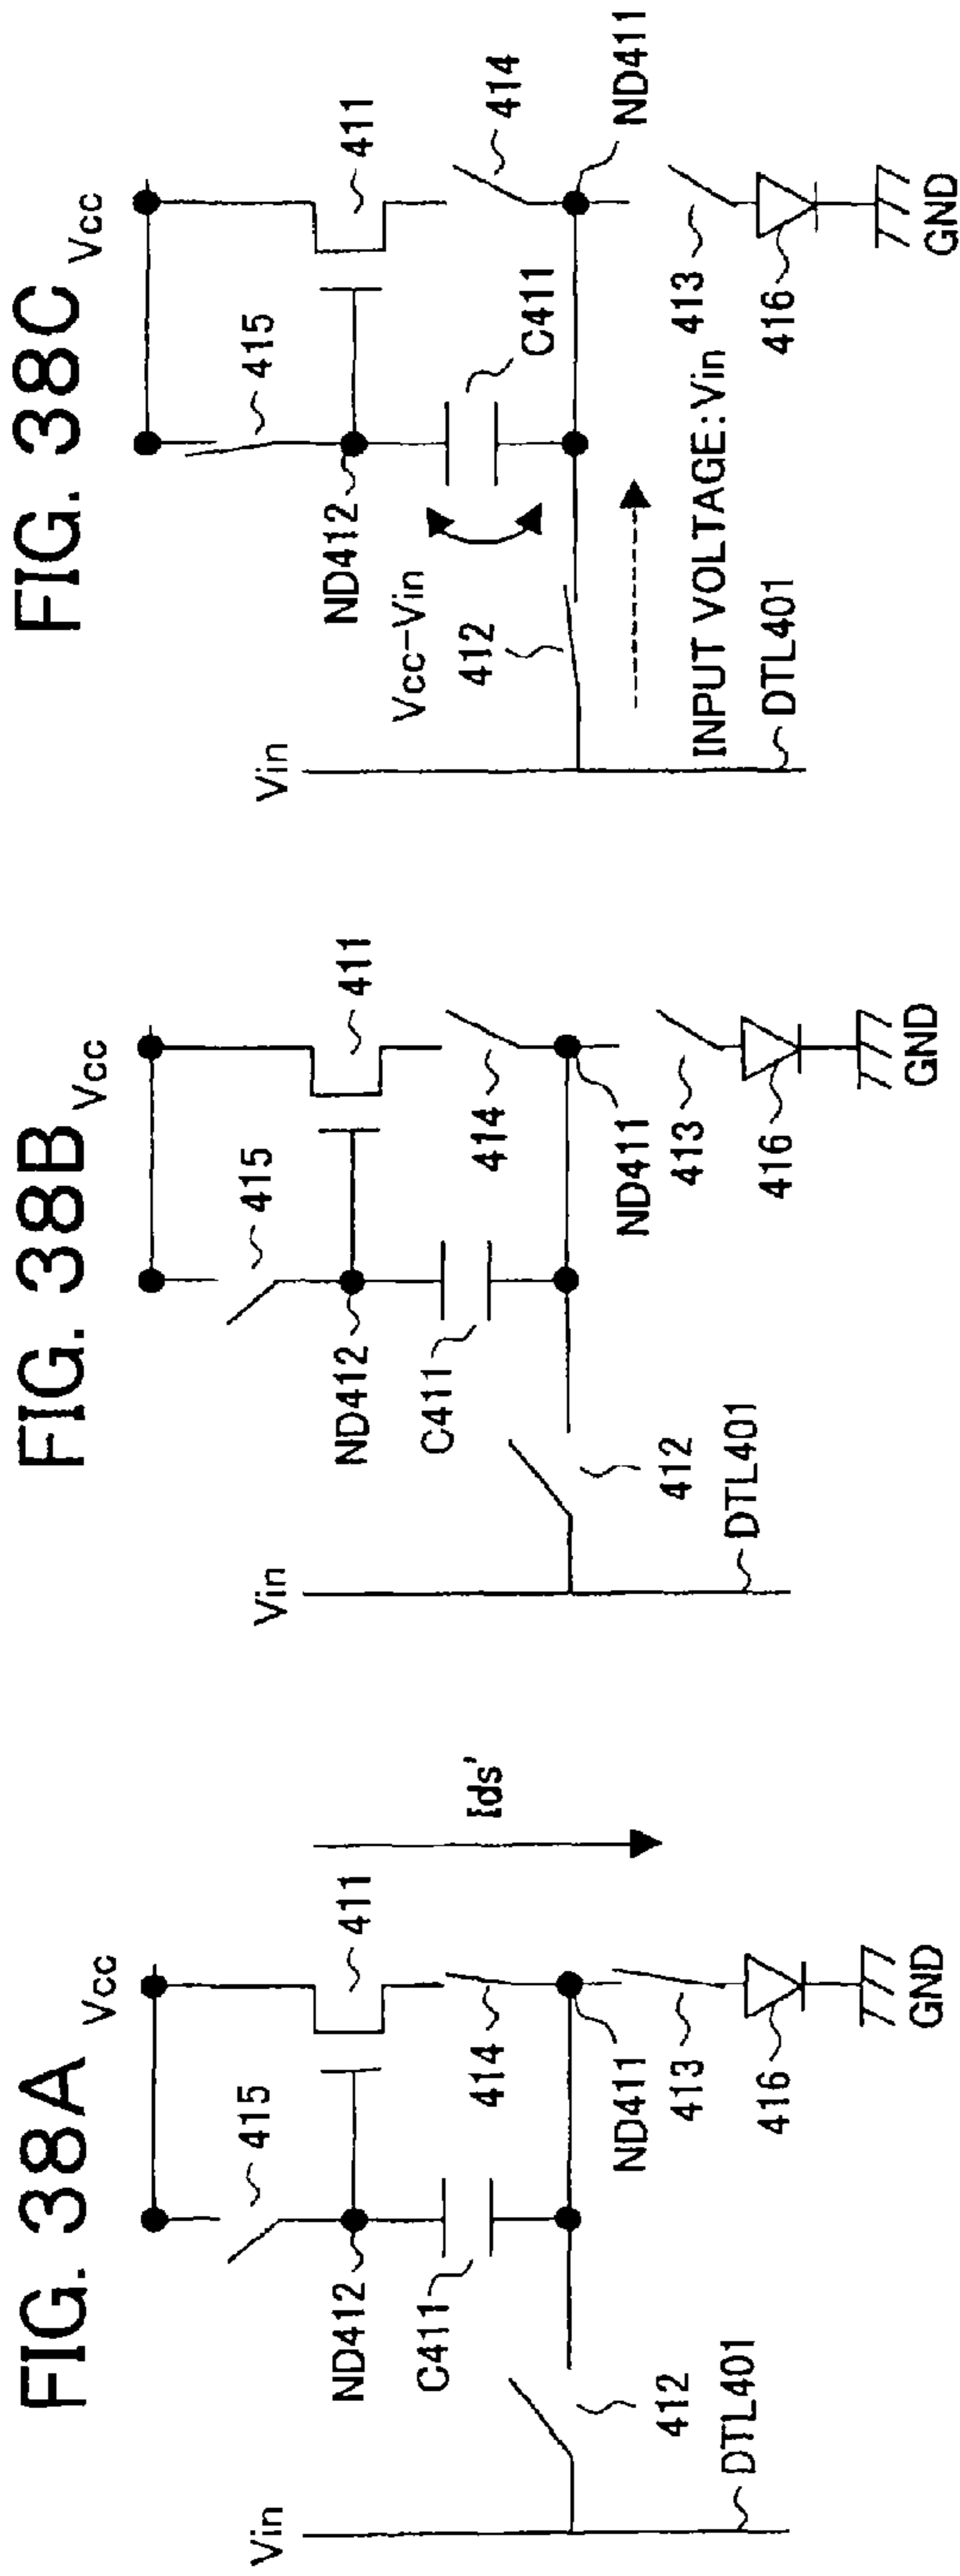 FIG. 38A
Vcc
415
411
Ids'
ND412
414
C411
ND411
413
Vin
412
416
DTL401
GND
FIG. 38B
Vcc
415
411
ND412
414
C411
ND411
413
Vin
412
416
DTL401
GND
FIG. 38C
Vcc
415
411
ND412
414
Vcc-Vin
C411
412
ND411
Vin
INPUT VOLTAGE:Vin
413
416
DTL401
GND